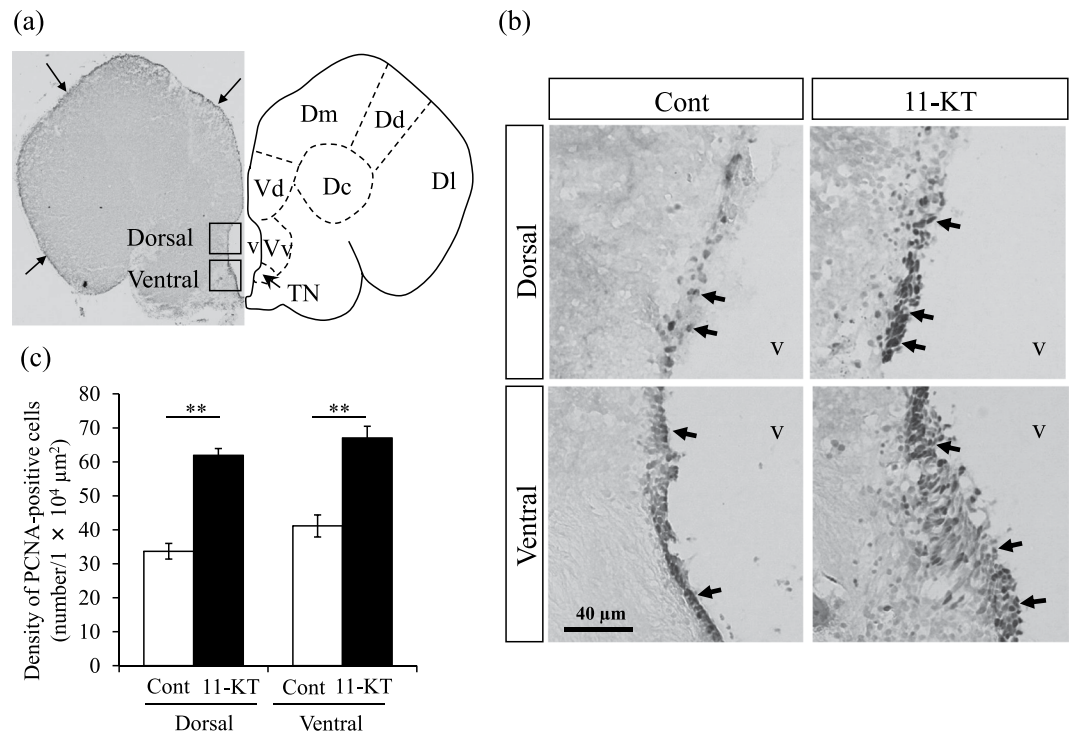 (a)
Dorsal
Ventral
Dm
Dd
Vd
Dc
Dl
v
Vv
TN
(b)
Cont
11-KT
Dorsal
v
v
Ventral
v
v
40 µm
(c)
Density of PCNA-positive cells
(number/1 × 10⁴ µm²)
80
70
60
50
40
30
20
10
0
**
**
Cont 11-KT
Cont 11-KT
Dorsal
Ventral